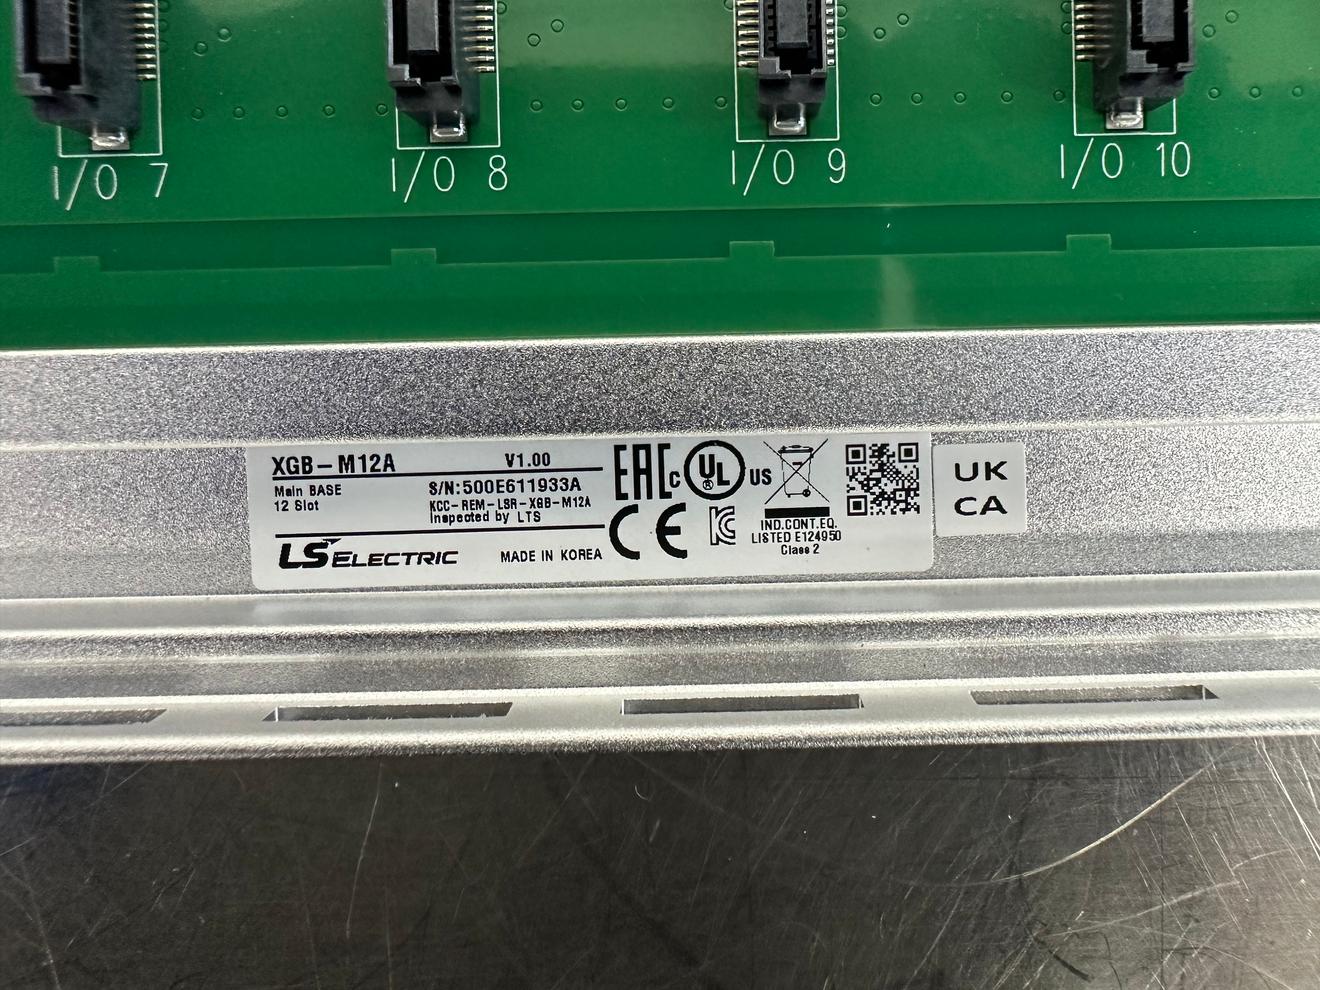 I/O 7
I/O 8
I/O 9
I/O 10
XGB-M12A V1.00
Main BASE
12 Slot
S/N:500E611933A
KCC-REM-LSR-XGB-M12A
Inspected by LTS
LS ELECTRIC MADE IN KOREA
EAC
C UL ® US
CE
KC
IND.CONT.EQ.
LISTED E124950
Class 2
UK
CA